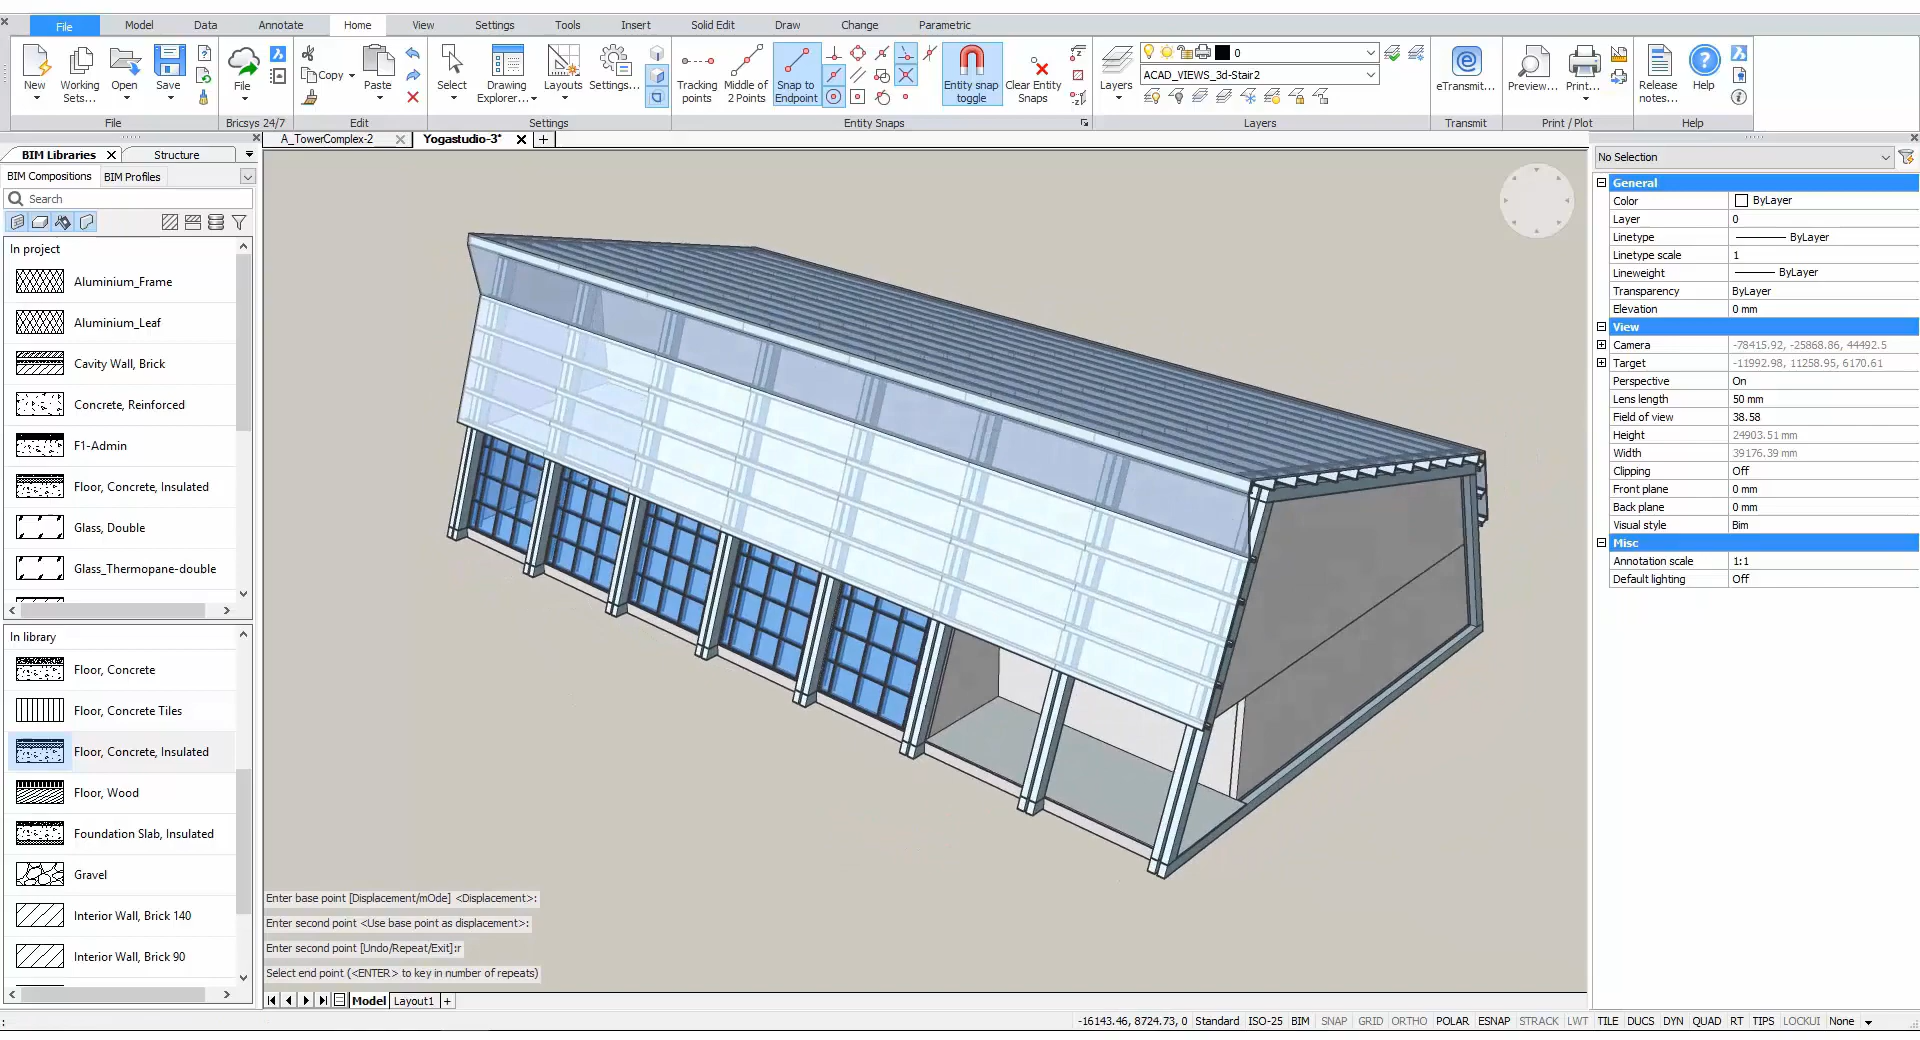 File Model Data Annotate Home View Settings Tools Insert Solid Edit Draw Change Parametric
New Working Sets... Open Save
File
File
Bricsys 24/7
Copy Paste
Edit
Select Drawing Explorer... Layouts Settings...
Settings
Tracking points Middle of 2 Points Snap to Endpoint Entity snap toggle Clear Entity Snaps
Entity Snaps
Layers 0
ACAD_VIEWS_3d-Stair2
Layers
eTransmit...
Transmit
Preview... Print...
Print / Plot
Release notes... Help
Help
A_TowerComplex-2 Yogastudio-3*
BIM Libraries Structure
BIM Compositions BIM Profiles
Search
In project
Aluminium_Frame
Aluminium_Leaf
Cavity Wall, Brick
Concrete, Reinforced
F1-Admin
Floor, Concrete, Insulated
Glass, Double
Glass_Thermopane-double
In library
Floor, Concrete
Floor, Concrete Tiles
Floor, Concrete, Insulated
Floor, Wood
Foundation Slab, Insulated
Gravel
Interior Wall, Brick 140
Interior Wall, Brick 90
Enter base point [Displacement/mOde] <Displacement>:
Enter second point <Use base point as displacement>:
Enter second point [Undo/Repeat/Exit]:r
Select end point (<ENTER> to key in number of repeats)
Model Layout1 +
No Selection
General
Color ByLayer
Layer 0
Linetype ByLayer
Linetype scale 1
Lineweight ByLayer
Transparency ByLayer
Elevation 0 mm
View
Camera -78415.92, -25868.86, 44492.5
Target -11992.98, 11258.95, 6170.61
Perspective On
Lens length 50 mm
Field of view 38.58
Height 24903.51 mm
Width 39176.39 mm
Clipping Off
Front plane 0 mm
Back plane 0 mm
Visual style Bim
Misc
Annotation scale 1:1
Default lighting Off
: -16143.46, 8724.73, 0 Standard ISO-25 BIM SNAP GRID ORTHO POLAR ESNAP STRACK LWT TILE DUCS DYN QUAD RT TIPS LOCKUI None